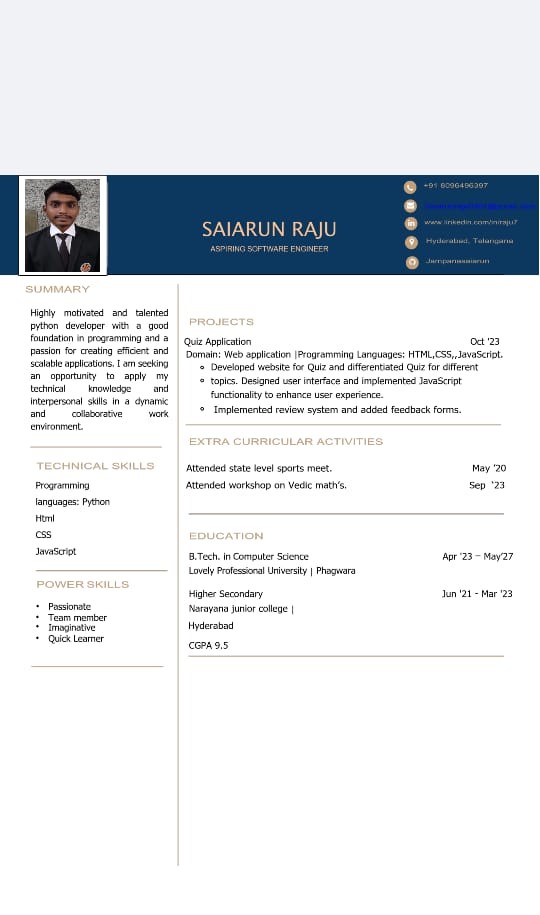 +91 8096496397
www.linkedin.com/in/raju7
Hyderabad, Telangana
Jampanasaiarun
SAIARUN RAJU
ASPIRING SOFTWARE ENGINEER
SUMMARY
Highly motivated and talented
python developer with a good
foundation in programming and a
passion for creating efficient and
scalable applications. I am seeking
an opportunity to apply my
technical knowledge and
interpersonal skills in a dynamic
and collaborative work
environment.
TECHNICAL SKILLS
Programming
languages: Python
Html
CSS
JavaScript
POWER SKILLS
• Passionate
• Team member
• Imaginative
• Quick Learner
PROJECTS
Quiz Application Oct '23
Domain: Web application |Programming Languages: HTML,CSS,,JavaScript.
° Developed website for Quiz and differentiated Quiz for different
° topics. Designed user interface and implemented JavaScript
functionality to enhance user experience.
° Implemented review system and added feedback forms.
EXTRA CURRICULAR ACTIVITIES
Attended state level sports meet. May '20
Attended workshop on Vedic math's. Sep '23
EDUCATION
B.Tech. in Computer Science Apr '23 – May'27
Lovely Professional University | Phagwara
Higher Secondary Jun '21 - Mar '23
Narayana junior college |
Hyderabad
CGPA 9.5